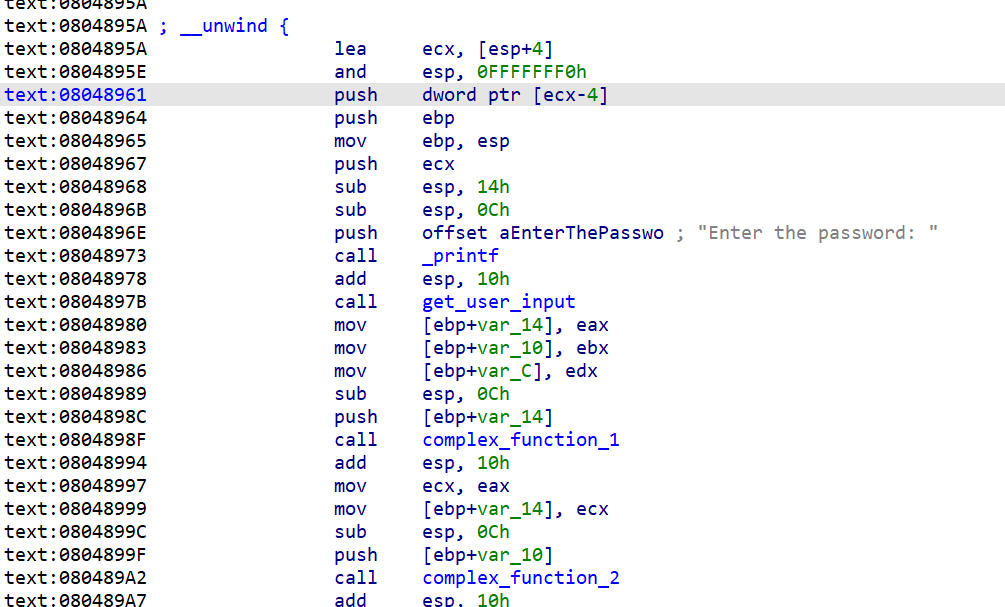 text:0804895A
text:0804895A ; __unwind {
text:0804895A lea ecx, [esp+4]
text:0804895E and esp, 0FFFFFFF0h
text:08048961 push dword ptr [ecx-4]
text:08048964 push ebp
text:08048965 mov ebp, esp
text:08048967 push ecx
text:08048968 sub esp, 14h
text:0804896B sub esp, 0Ch
text:0804896E push offset aEnterThePasswo ; "Enter the password: "
text:08048973 call _printf
text:08048978 add esp, 10h
text:0804897B call get_user_input
text:08048980 mov [ebp+var_14], eax
text:08048983 mov [ebp+var_10], ebx
text:08048986 mov [ebp+var_C], edx
text:08048989 sub esp, 0Ch
text:0804898C push [ebp+var_14]
text:0804898F call complex_function_1
text:08048994 add esp, 10h
text:08048997 mov ecx, eax
text:08048999 mov [ebp+var_14], ecx
text:0804899C sub esp, 0Ch
text:0804899F push [ebp+var_10]
text:080489A2 call complex_function_2
text:080489A7 add esp, 10h